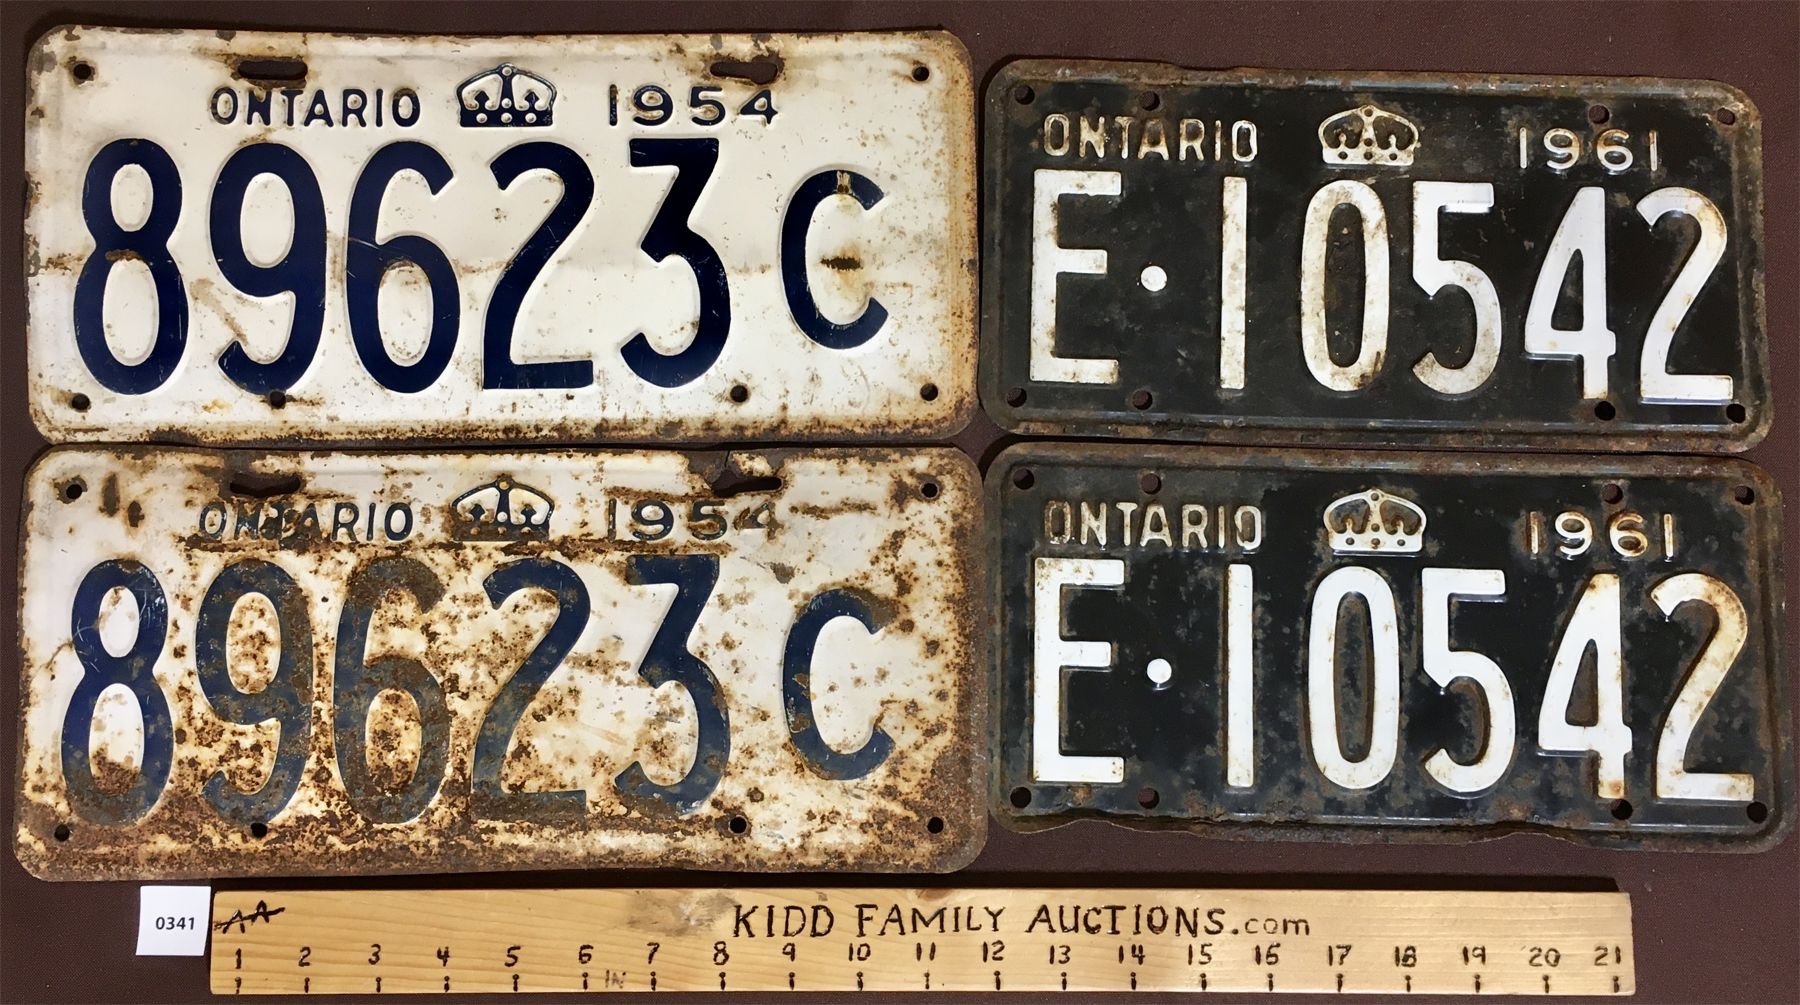 ONTARIO 1954
89623C
ONTARIO 1961
E·10542
ONTARIO 1954
89623C
ONTARIO 1961
E·10542
0341
AA
KIDD FAMILY AUCTIONS.com
1 2 3 4 5 6 7 8 9 10 11 12 13 14 15 16 17 18 19 20 21
IN